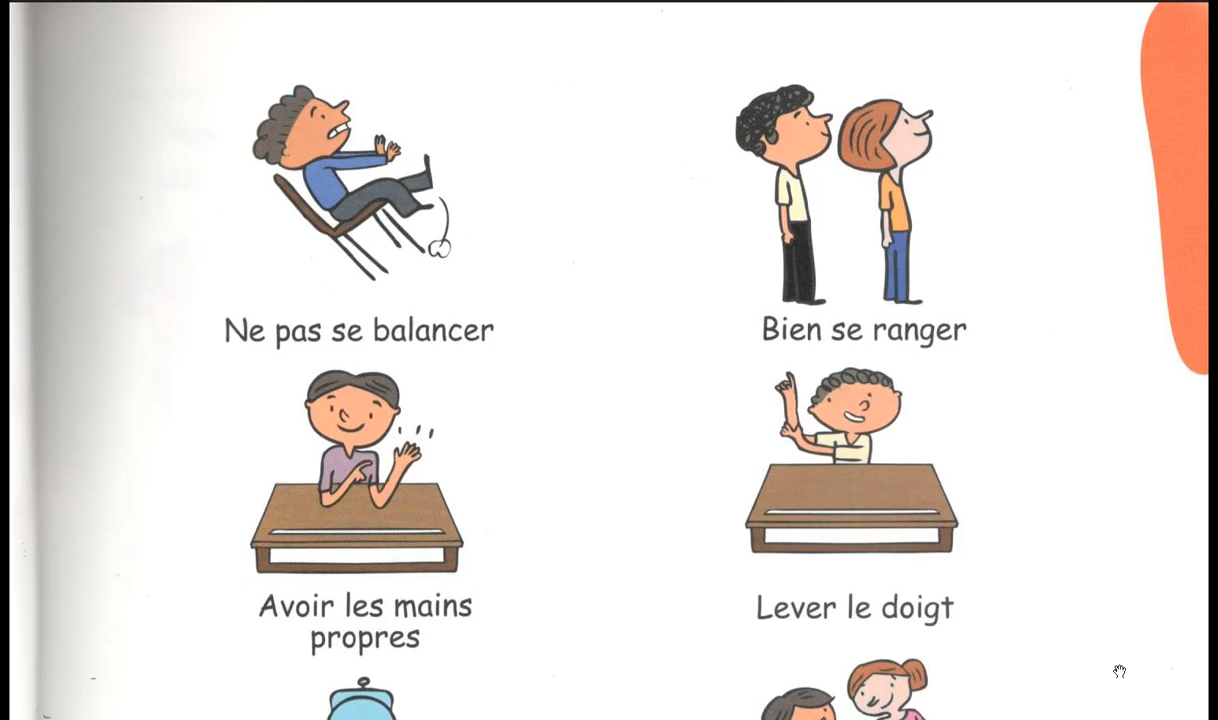 Ne pas se balancer
Bien se ranger
Avoir les mains
propres
Lever le doigt